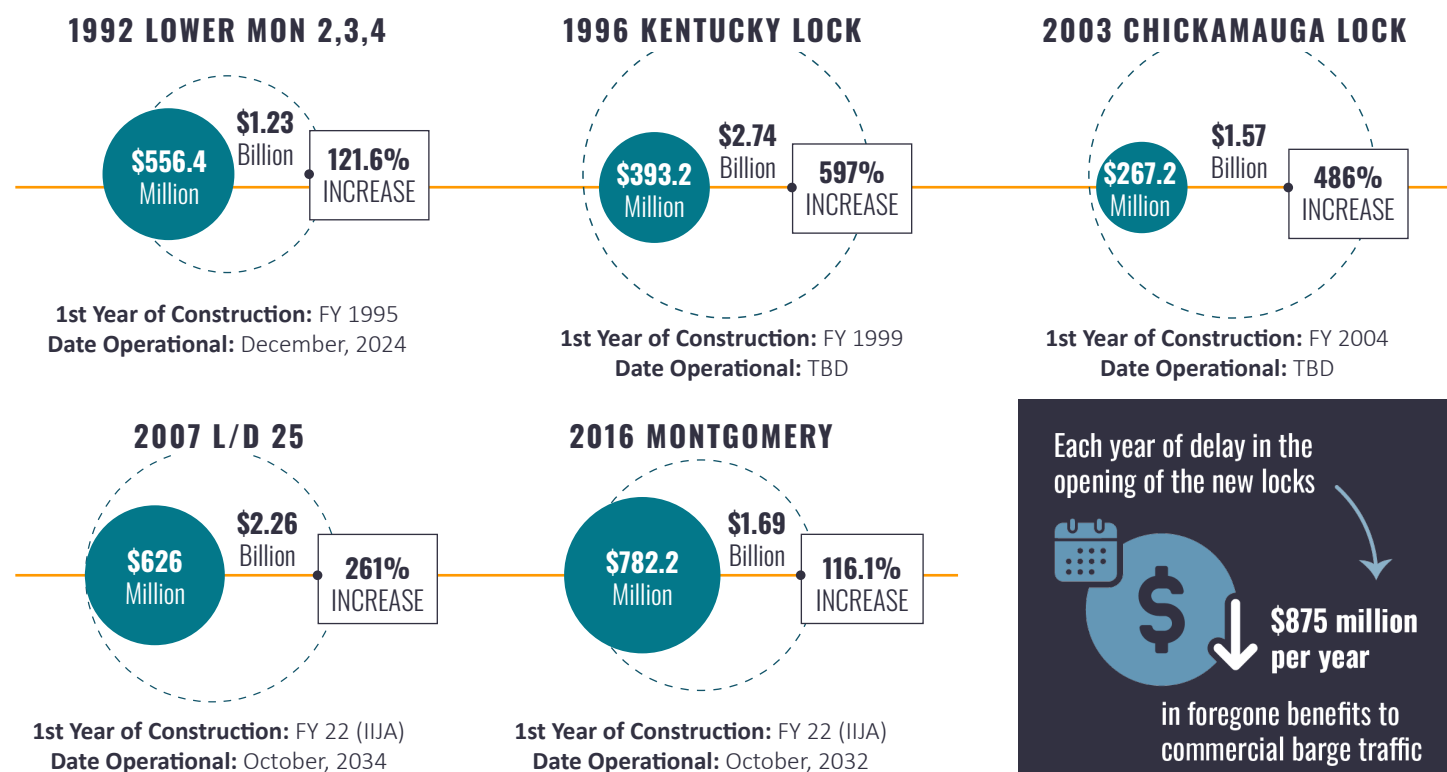 1992 LOWER MON 2,3,4
$556.4
Million
$1.23
Billion
121.6%
INCREASE
1st Year of Construction: FY 1995
Date Operational: December, 2024
1996 KENTUCKY LOCK
$393.2
Million
$2.74
Billion
597%
INCREASE
1st Year of Construction: FY 1999
Date Operational: TBD
2003 CHICKAMAUGA LOCK
$267.2
Million
$1.57
Billion
486%
INCREASE
1st Year of Construction: FY 2004
Date Operational: TBD
2007 L/D 25
$626
Million
$2.26
Billion
261%
INCREASE
1st Year of Construction: FY 22 (IIJA)
Date Operational: October, 2034
2016 MONTGOMERY
$782.2
Million
$1.69
Billion
116.1%
INCREASE
1st Year of Construction: FY 22 (IIJA)
Date Operational: October, 2032
Each year of delay in the
opening of the new locks
$
$875 million
per year
in foregone benefits to
commercial barge traffic